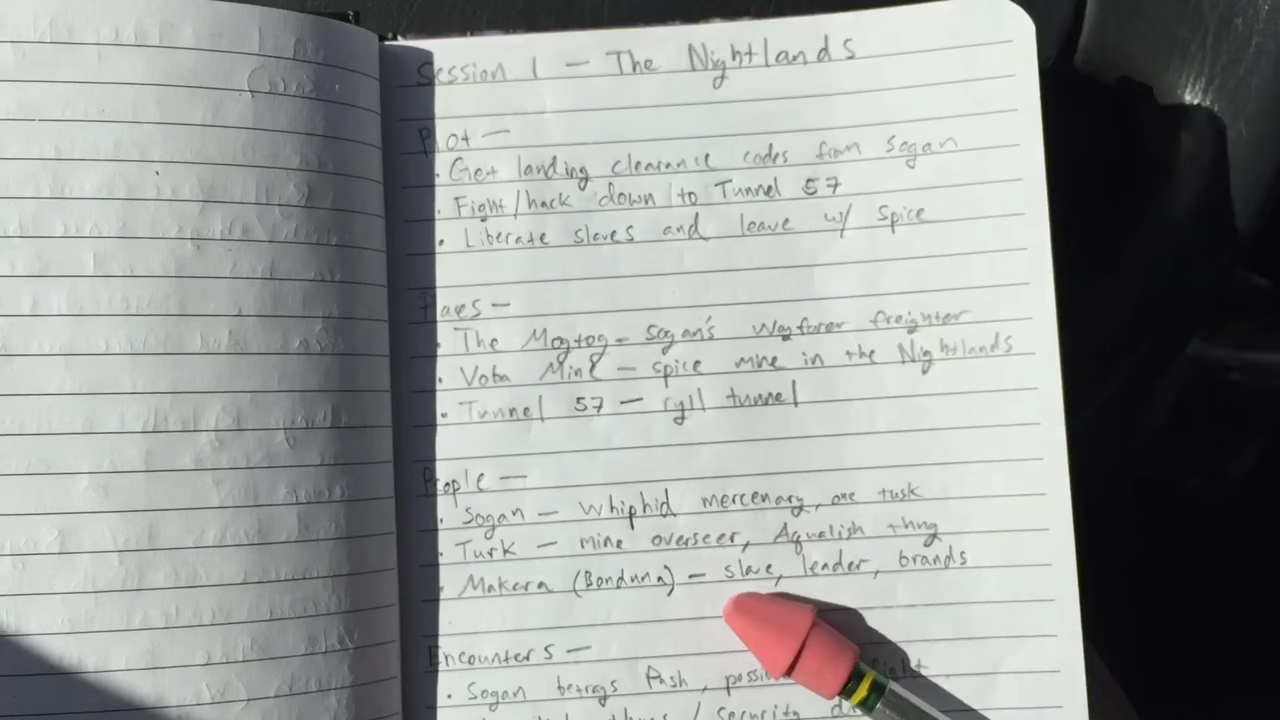 Session 1 — The Nightlands
Plot —
· Get landing clearance codes from Sogan
· Fight/hack down to Tunnel 57
· Liberate slaves and leave w/ Spice
Places —
· The Mogtog — Sogan's Wayfarer freighter
· Voba Mine — spice mine in the Nightlands
· Tunnel 57 — ryll tunnel
People —
· Sogan — Whiphid mercenary, one tusk
· Turk — mine overseer, Aqualish thug
· Makara (Bonduna) — slave, leader, brands
Encounters —
· Sogan betrays Pash,
/ security